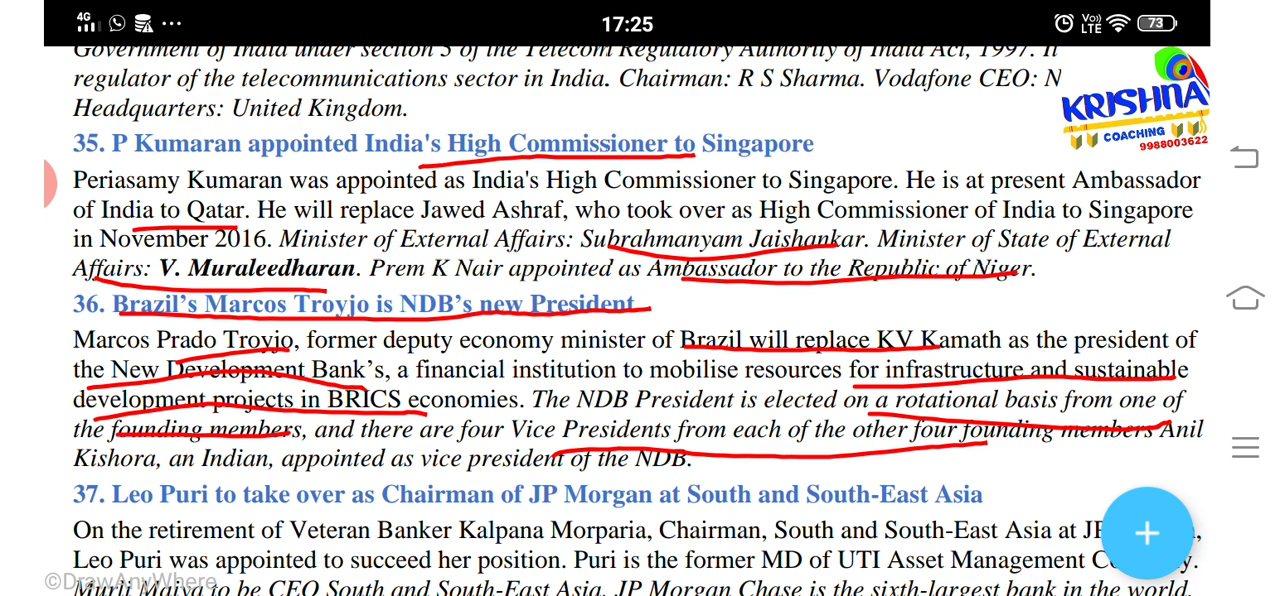 4G
17:25
Vo))
LTE
73
Government of India under section 3 of the Telecom Regulatory Authority of India Act, 1997. It
regulator of the telecommunications sector in India. Chairman: R S Sharma. Vodafone CEO: N
Headquarters: United Kingdom.
KRISHNA
COACHING
9988003622
35. P Kumaran appointed India's High Commissioner to Singapore
Periasamy Kumaran was appointed as India's High Commissioner to Singapore. He is at present Ambassador
of India to Qatar. He will replace Jawed Ashraf, who took over as High Commissioner of India to Singapore
in November 2016. Minister of External Affairs: Subrahmanyam Jaishankar. Minister of State of External
Affairs: V. Muraleedharan. Prem K Nair appointed as Ambassador to the Republic of Niger.
36. Brazil's Marcos Troyjo is NDB's new President
Marcos Prado Troyjo, former deputy economy minister of Brazil will replace KV Kamath as the president of
the New Development Bank's, a financial institution to mobilise resources for infrastructure and sustainable
development projects in BRICS economies. The NDB President is elected on a rotational basis from one of
the founding members, and there are four Vice Presidents from each of the other four founding members Anil
Kishora, an Indian, appointed as vice president of the NDB.
37. Leo Puri to take over as Chairman of JP Morgan at South and South-East Asia
On the retirement of Veteran Banker Kalpana Morparia, Chairman, South and South-East Asia at
Leo Puri was appointed to succeed her position. Puri is the former MD of UTI Asset Management
©DrawAnyWhere
Murli Maiya to be CEO South and South-East Asia. JP Morgan Chase is the sixth-largest bank in the world.